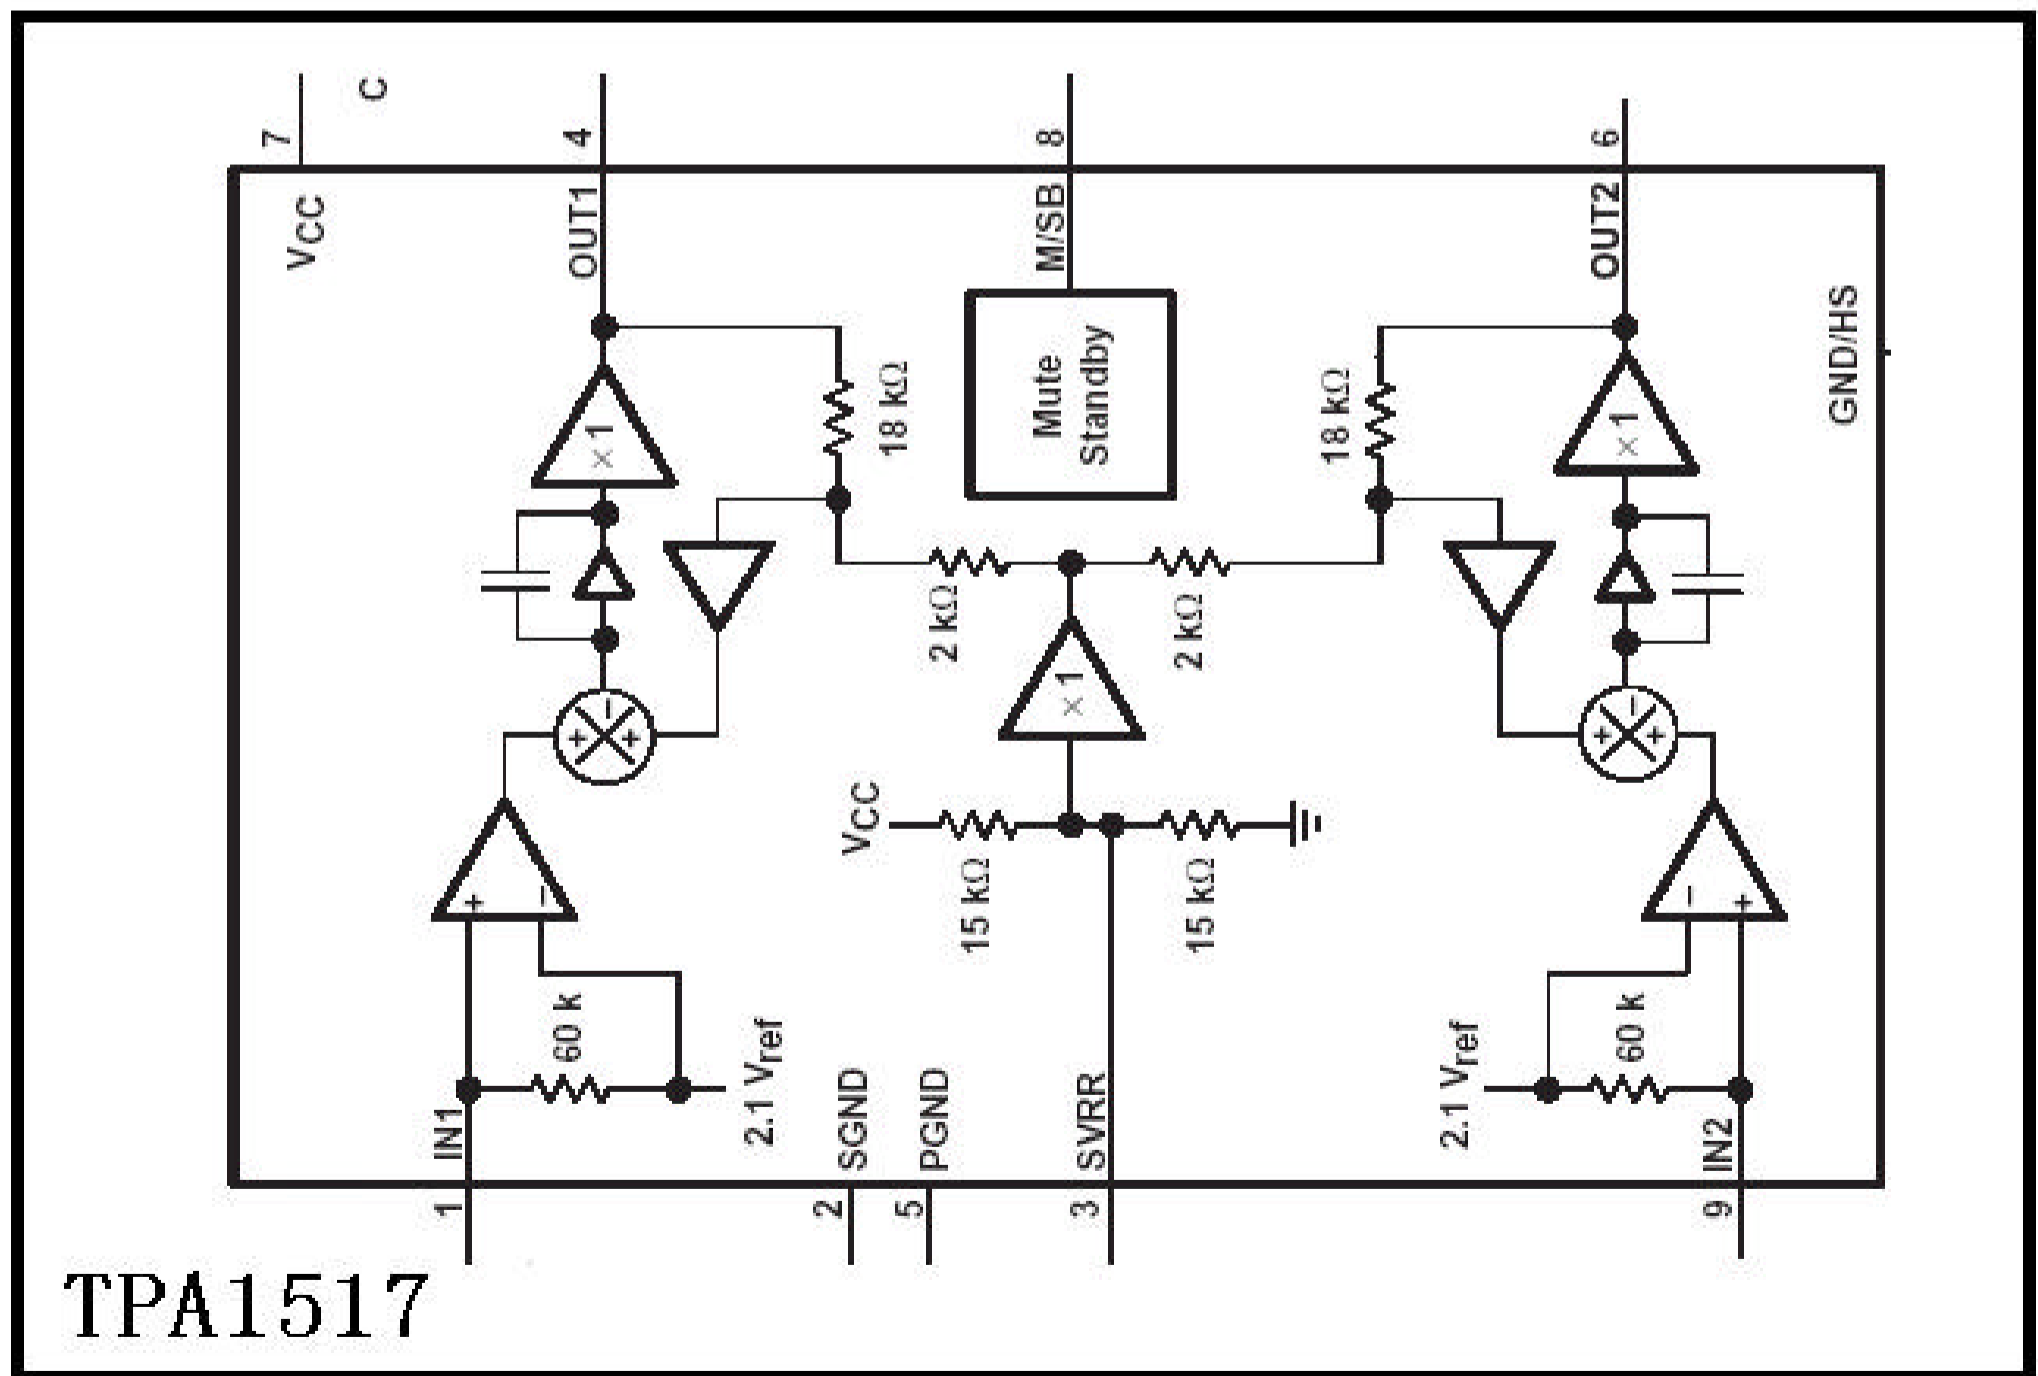 7
C
4
8
6
VCC
OUT1
M/SB
OUT2
GND/HS
Mute
Standby
×1
18 kΩ
18 kΩ
×1
2 kΩ
2 kΩ
×1
+ - +
+ - +
VCC
15 kΩ
15 kΩ
+ -
- +
60 k
60 k
2.1 Vref
2.1 Vref
IN1
SGND
PGND
SVRR
IN2
1
2
5
3
9
TPA1517